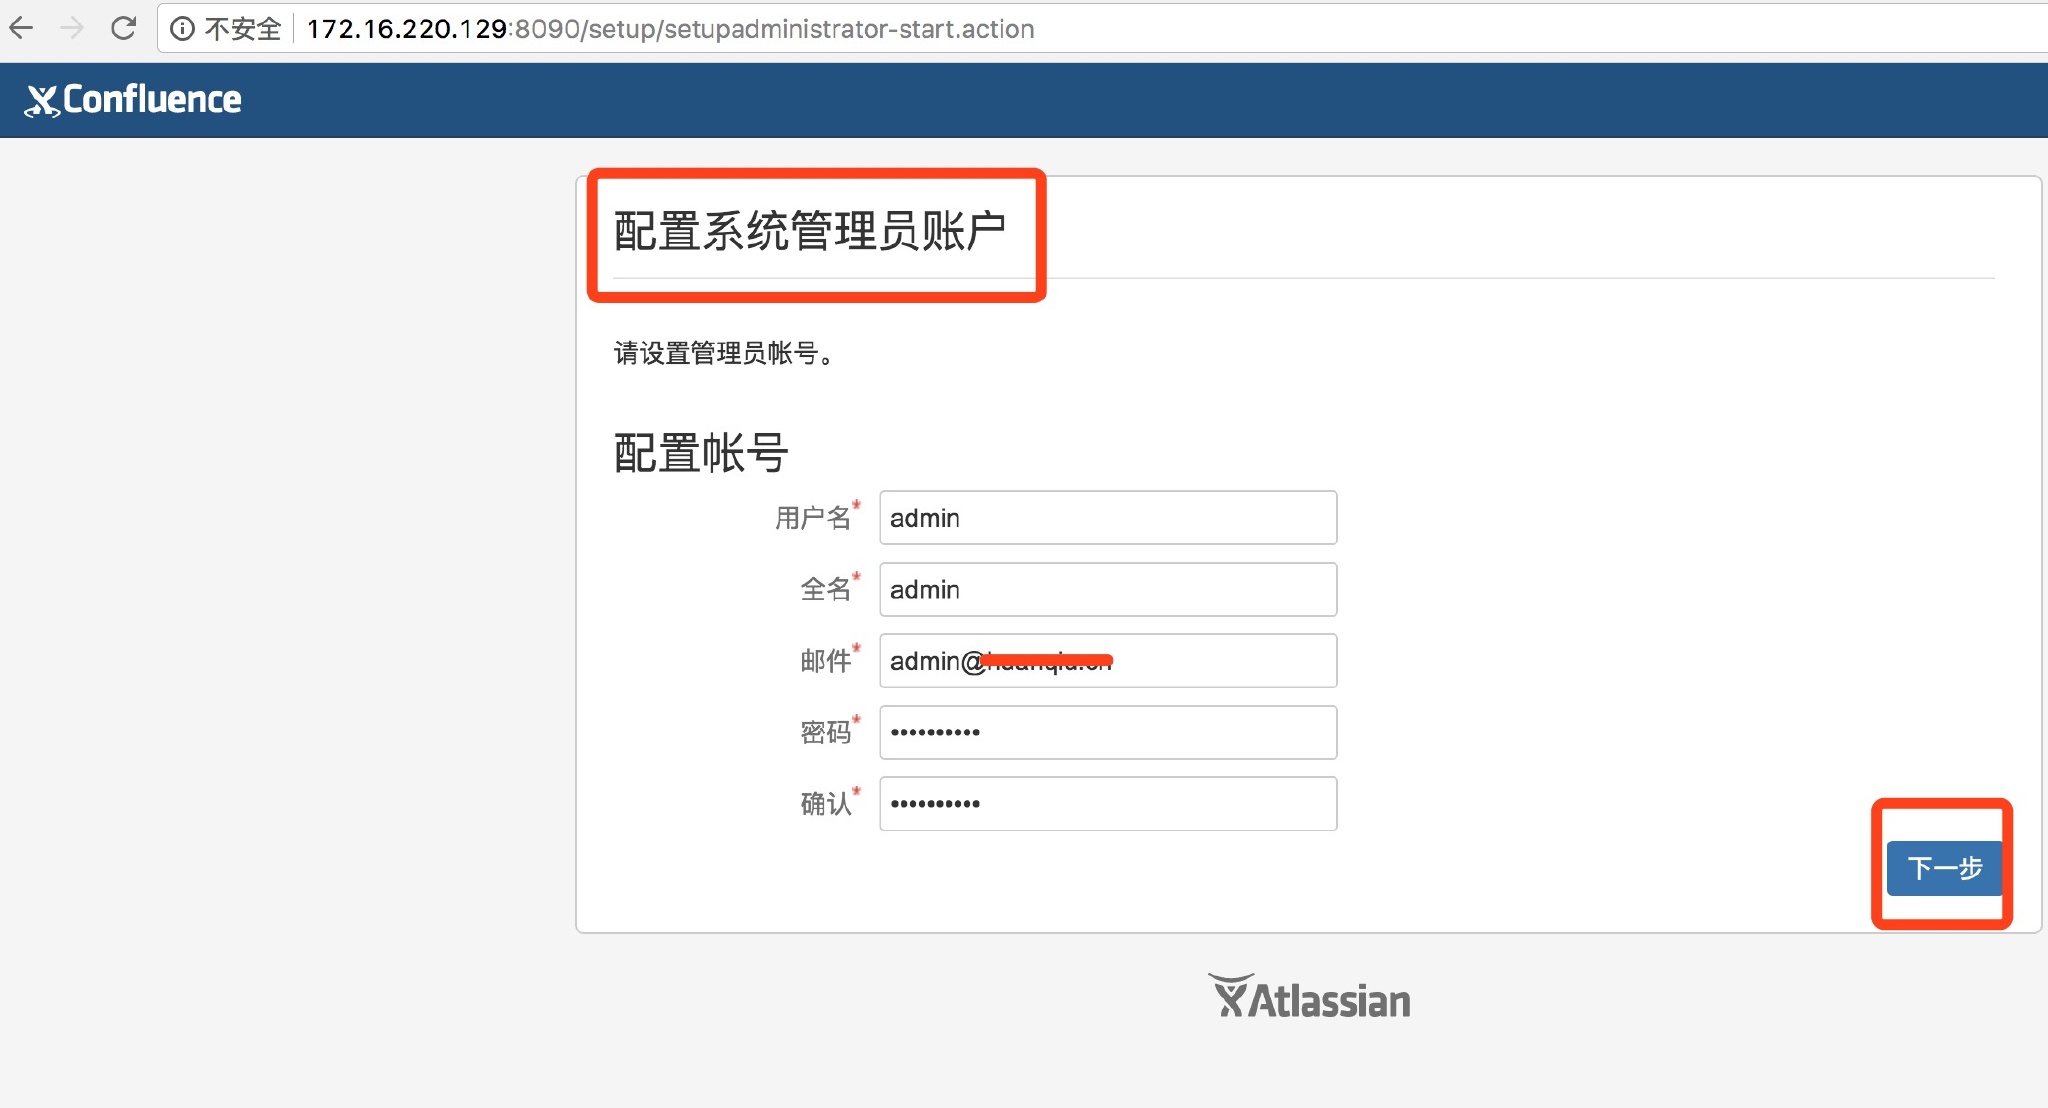 不安全 172.16.220.129:8090/setup/setupadministrator-start.action
Confluence
配置系统管理员账户
请设置管理员帐号。
配置帐号
用户名* admin
全名* admin
邮件* admin@
密码* ••••••••••
确认* ••••••••••
下一步
Atlassian